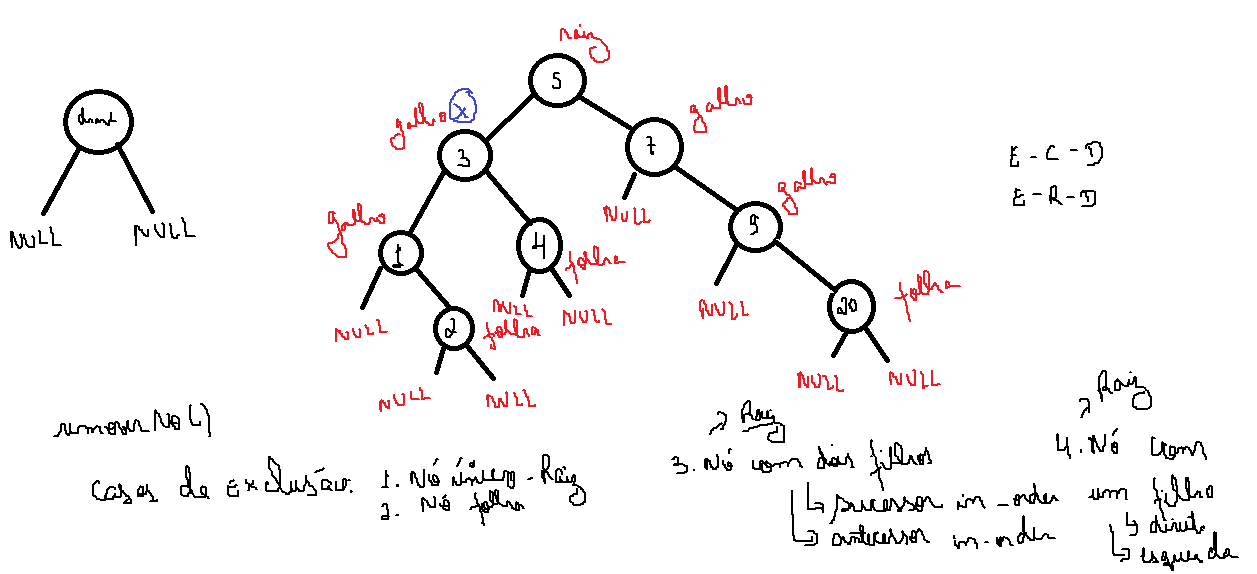 raiz
5
galho
x
galho
3
7
E - C - D
galho
E - R - D
NULL
9
galho
1
4
folha
NULL
NULL
NULL
NULL
NULL
NULL
20
folha
2
folha
NULL
NULL
NULL
NULL
removerNo()
Casos de Exclusão: 1. Nó único - Raiz
2. Nó folha
→ Raiz
3. Nó com dois filhos
↳ sucessor in-order
↳ antecessor in-order
→ Raiz
4. Nó com
um filho
↳ direita
↳ esquerda